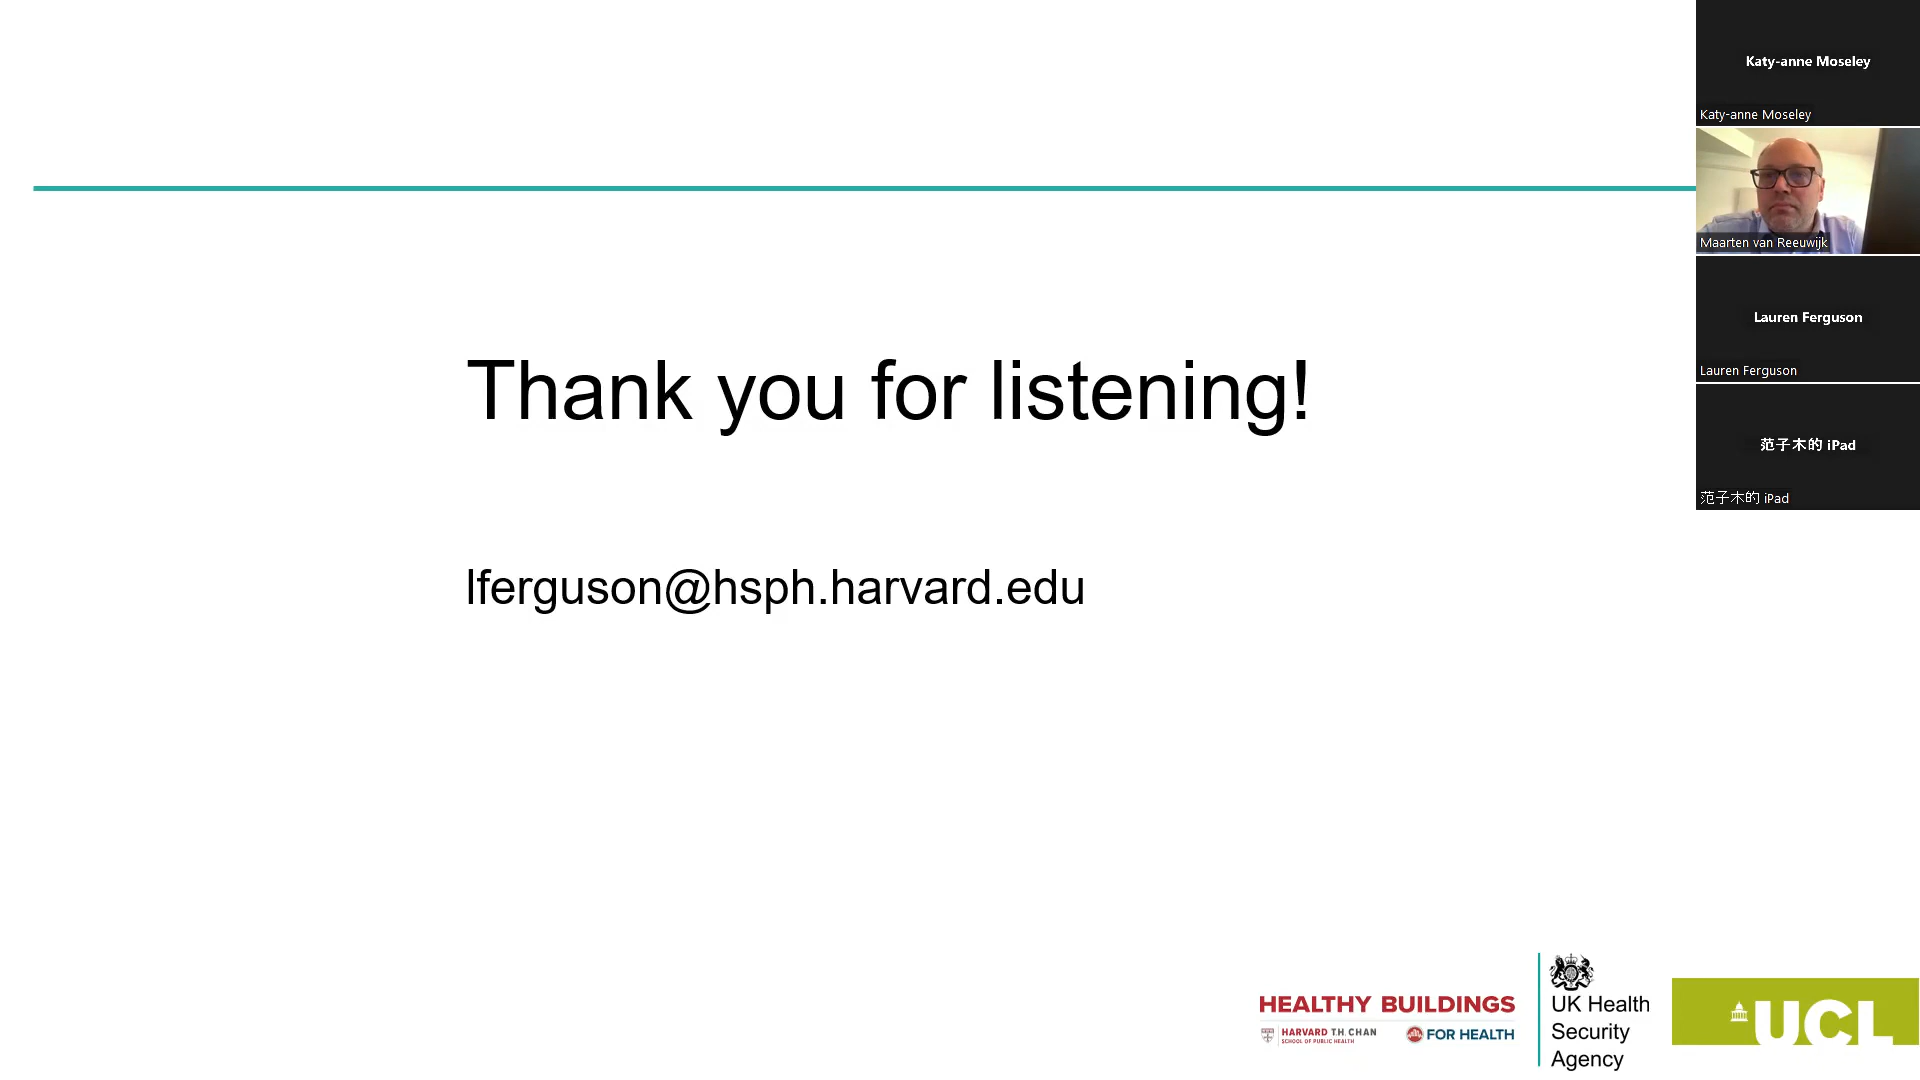 Thank you for listening!
lferguson@hsph.harvard.edu
Katy-anne Moseley
Katy-anne Moseley
Maarten van Reeuwijk
Lauren Ferguson
Lauren Ferguson
范子木的 iPad
范子木的 iPad
HEALTHY BUILDINGS
HARVARD T.H. CHAN
SCHOOL OF PUBLIC HEALTH
FOR HEALTH
UK Health
Security
Agency
UCL